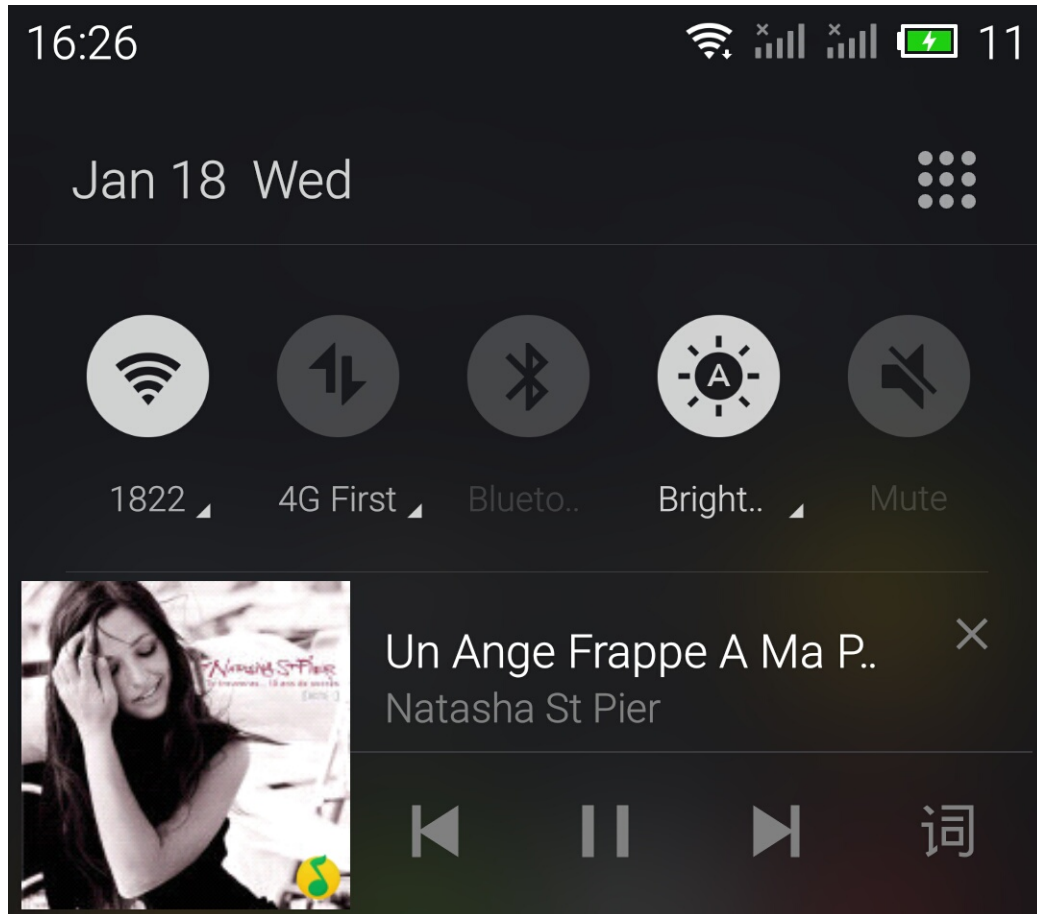 16:26
11
Jan 18 Wed
A
1822
4G First
Blueto..
Bright..
Mute
Natasha St Pier
Un Ange Frappe A Ma P..
Natasha St Pier
词